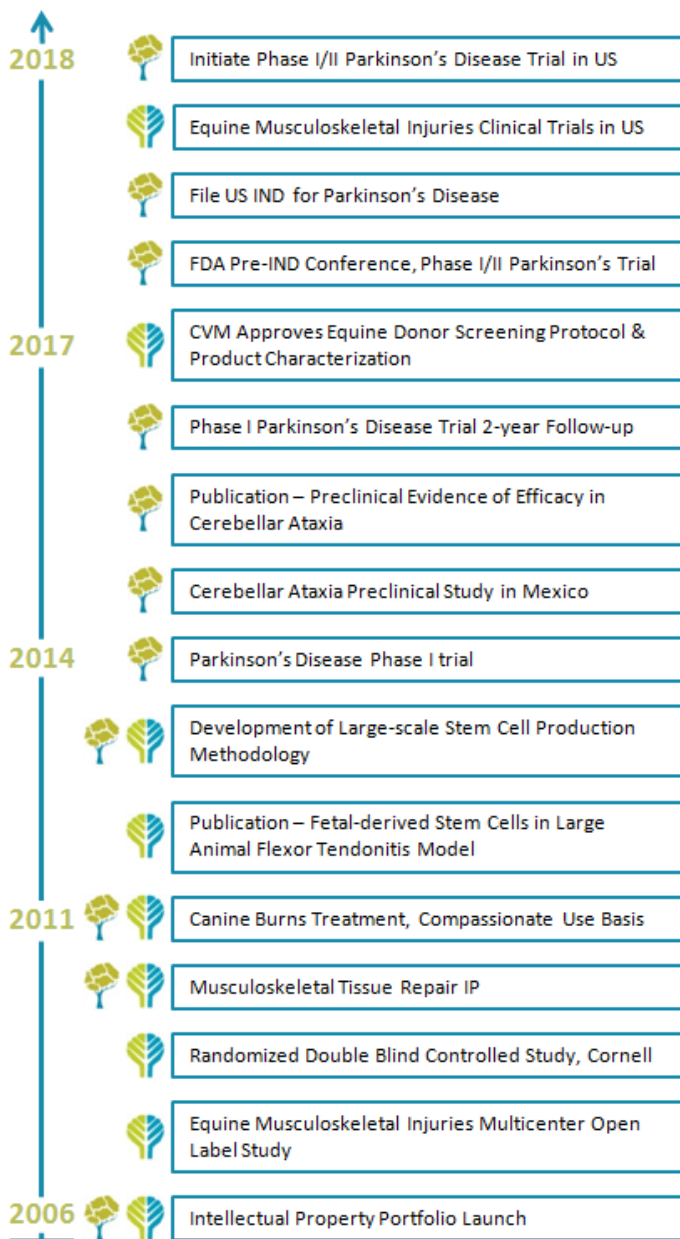 2018
Initiate Phase I/II Parkinson's Disease Trial in US
Equine Musculoskeletal Injuries Clinical Trials in US
File US IND for Parkinson's Disease
FDA Pre-IND Conference, Phase I/II Parkinson's Trial
2017
CVM Approves Equine Donor Screening Protocol &
Product Characterization
Phase I Parkinson's Disease Trial 2-year Follow-up
Publication – Preclinical Evidence of Efficacy in
Cerebellar Ataxia
Cerebellar Ataxia Preclinical Study in Mexico
2014
Parkinson's Disease Phase I trial
Development of Large-scale Stem Cell Production
Methodology
Publication – Fetal-derived Stem Cells in Large
Animal Flexor Tendonitis Model
2011
Canine Burns Treatment, Compassionate Use Basis
Musculoskeletal Tissue Repair IP
Randomized Double Blind Controlled Study, Cornell
Equine Musculoskeletal Injuries Multicenter Open
Label Study
2006
Intellectual Property Portfolio Launch